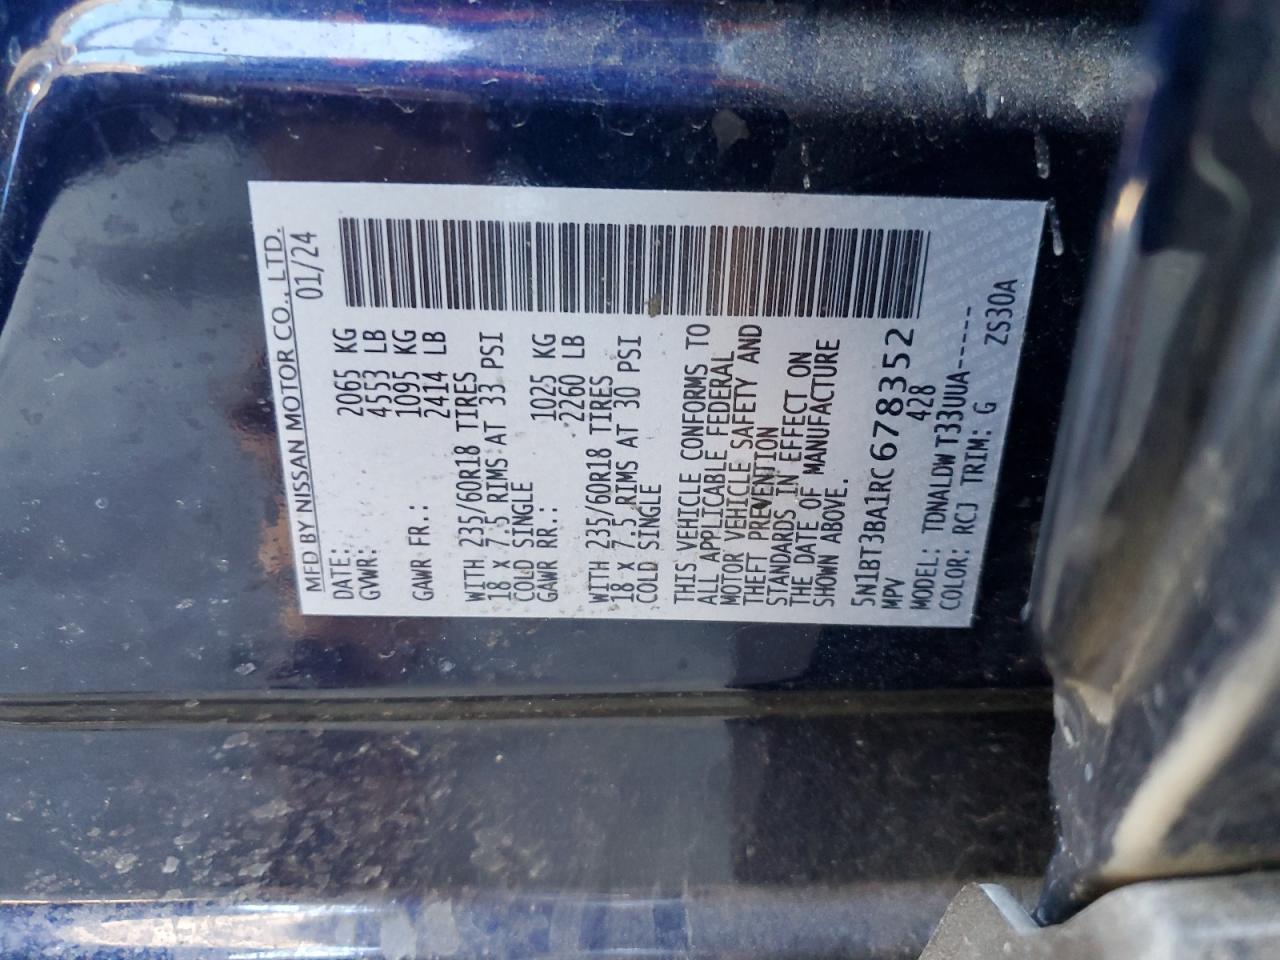 MFD BY NISSAN MOTOR CO., LTD.
DATE: 01/24
GVWR: 2065 KG
4553 LB
GAWR FR.: 1095 KG
2414 LB
WITH 235/60R18 TIRES
18 X 7.5 RIMS AT 33 PSI
COLD SINGLE
GAWR RR.: 1025 KG
2260 LB
WITH 235/60R18 TIRES
18 X 7.5 RIMS AT 30 PSI
COLD SINGLE
THIS VEHICLE CONFORMS TO
ALL APPLICABLE FEDERAL
MOTOR VEHICLE SAFETY AND
THEFT PREVENTION
STANDARDS IN EFFECT ON
THE DATE OF MANUFACTURE
SHOWN ABOVE.
5N1BT3BA1RC678352
MPV 428
MODEL: TDNALDW T33UUA-----
COLOR: RCJ TRIM: G ZS30A